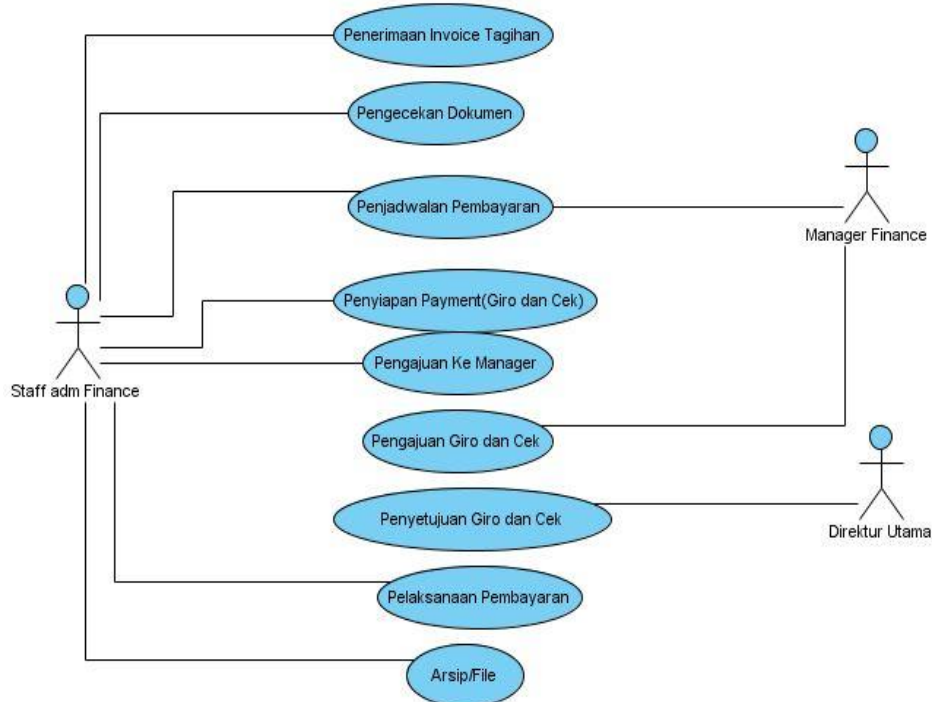 Penerimaan Invoice Tagihan
Pengecekan Dokumen
Penjadwalan Pembayaran
Manager Finance
Penyiapan Payment(Giro dan Cek)
Pengajuan Ke Manager
Staff adm Finance
Pengajuan Giro dan Cek
Penyetujuan Giro dan Cek
Direktur Utama
Pelaksanaan Pembayaran
Arsip/File